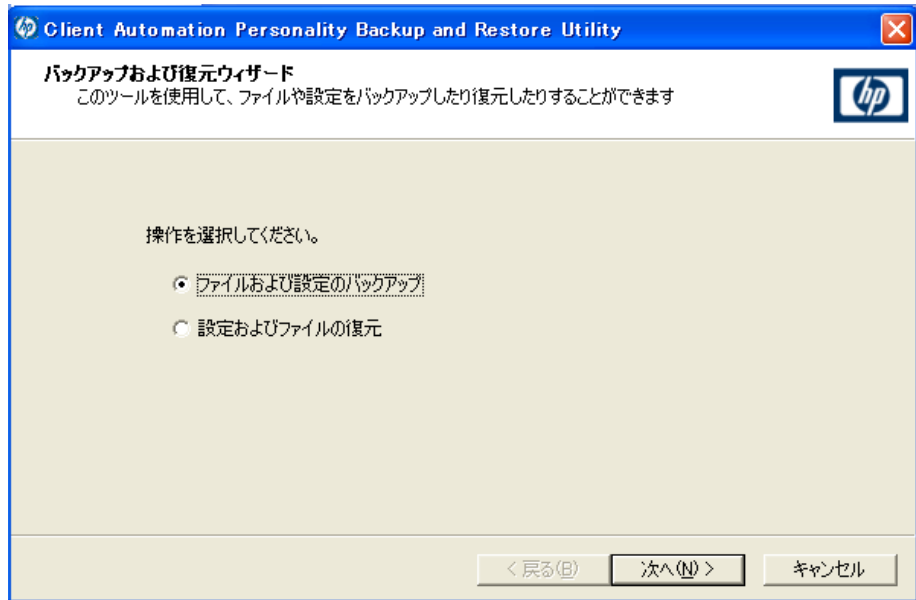 Client Automation Personality Backup and Restore Utility
バックアップおよび復元ウィザード
このツールを使用して、ファイルや設定をバックアップしたり復元したりすることができます
操作を選択してください。
ファイルおよび設定のバックアップ
設定およびファイルの復元
< 戻る(B)
次へ(N) >
キャンセル
hp